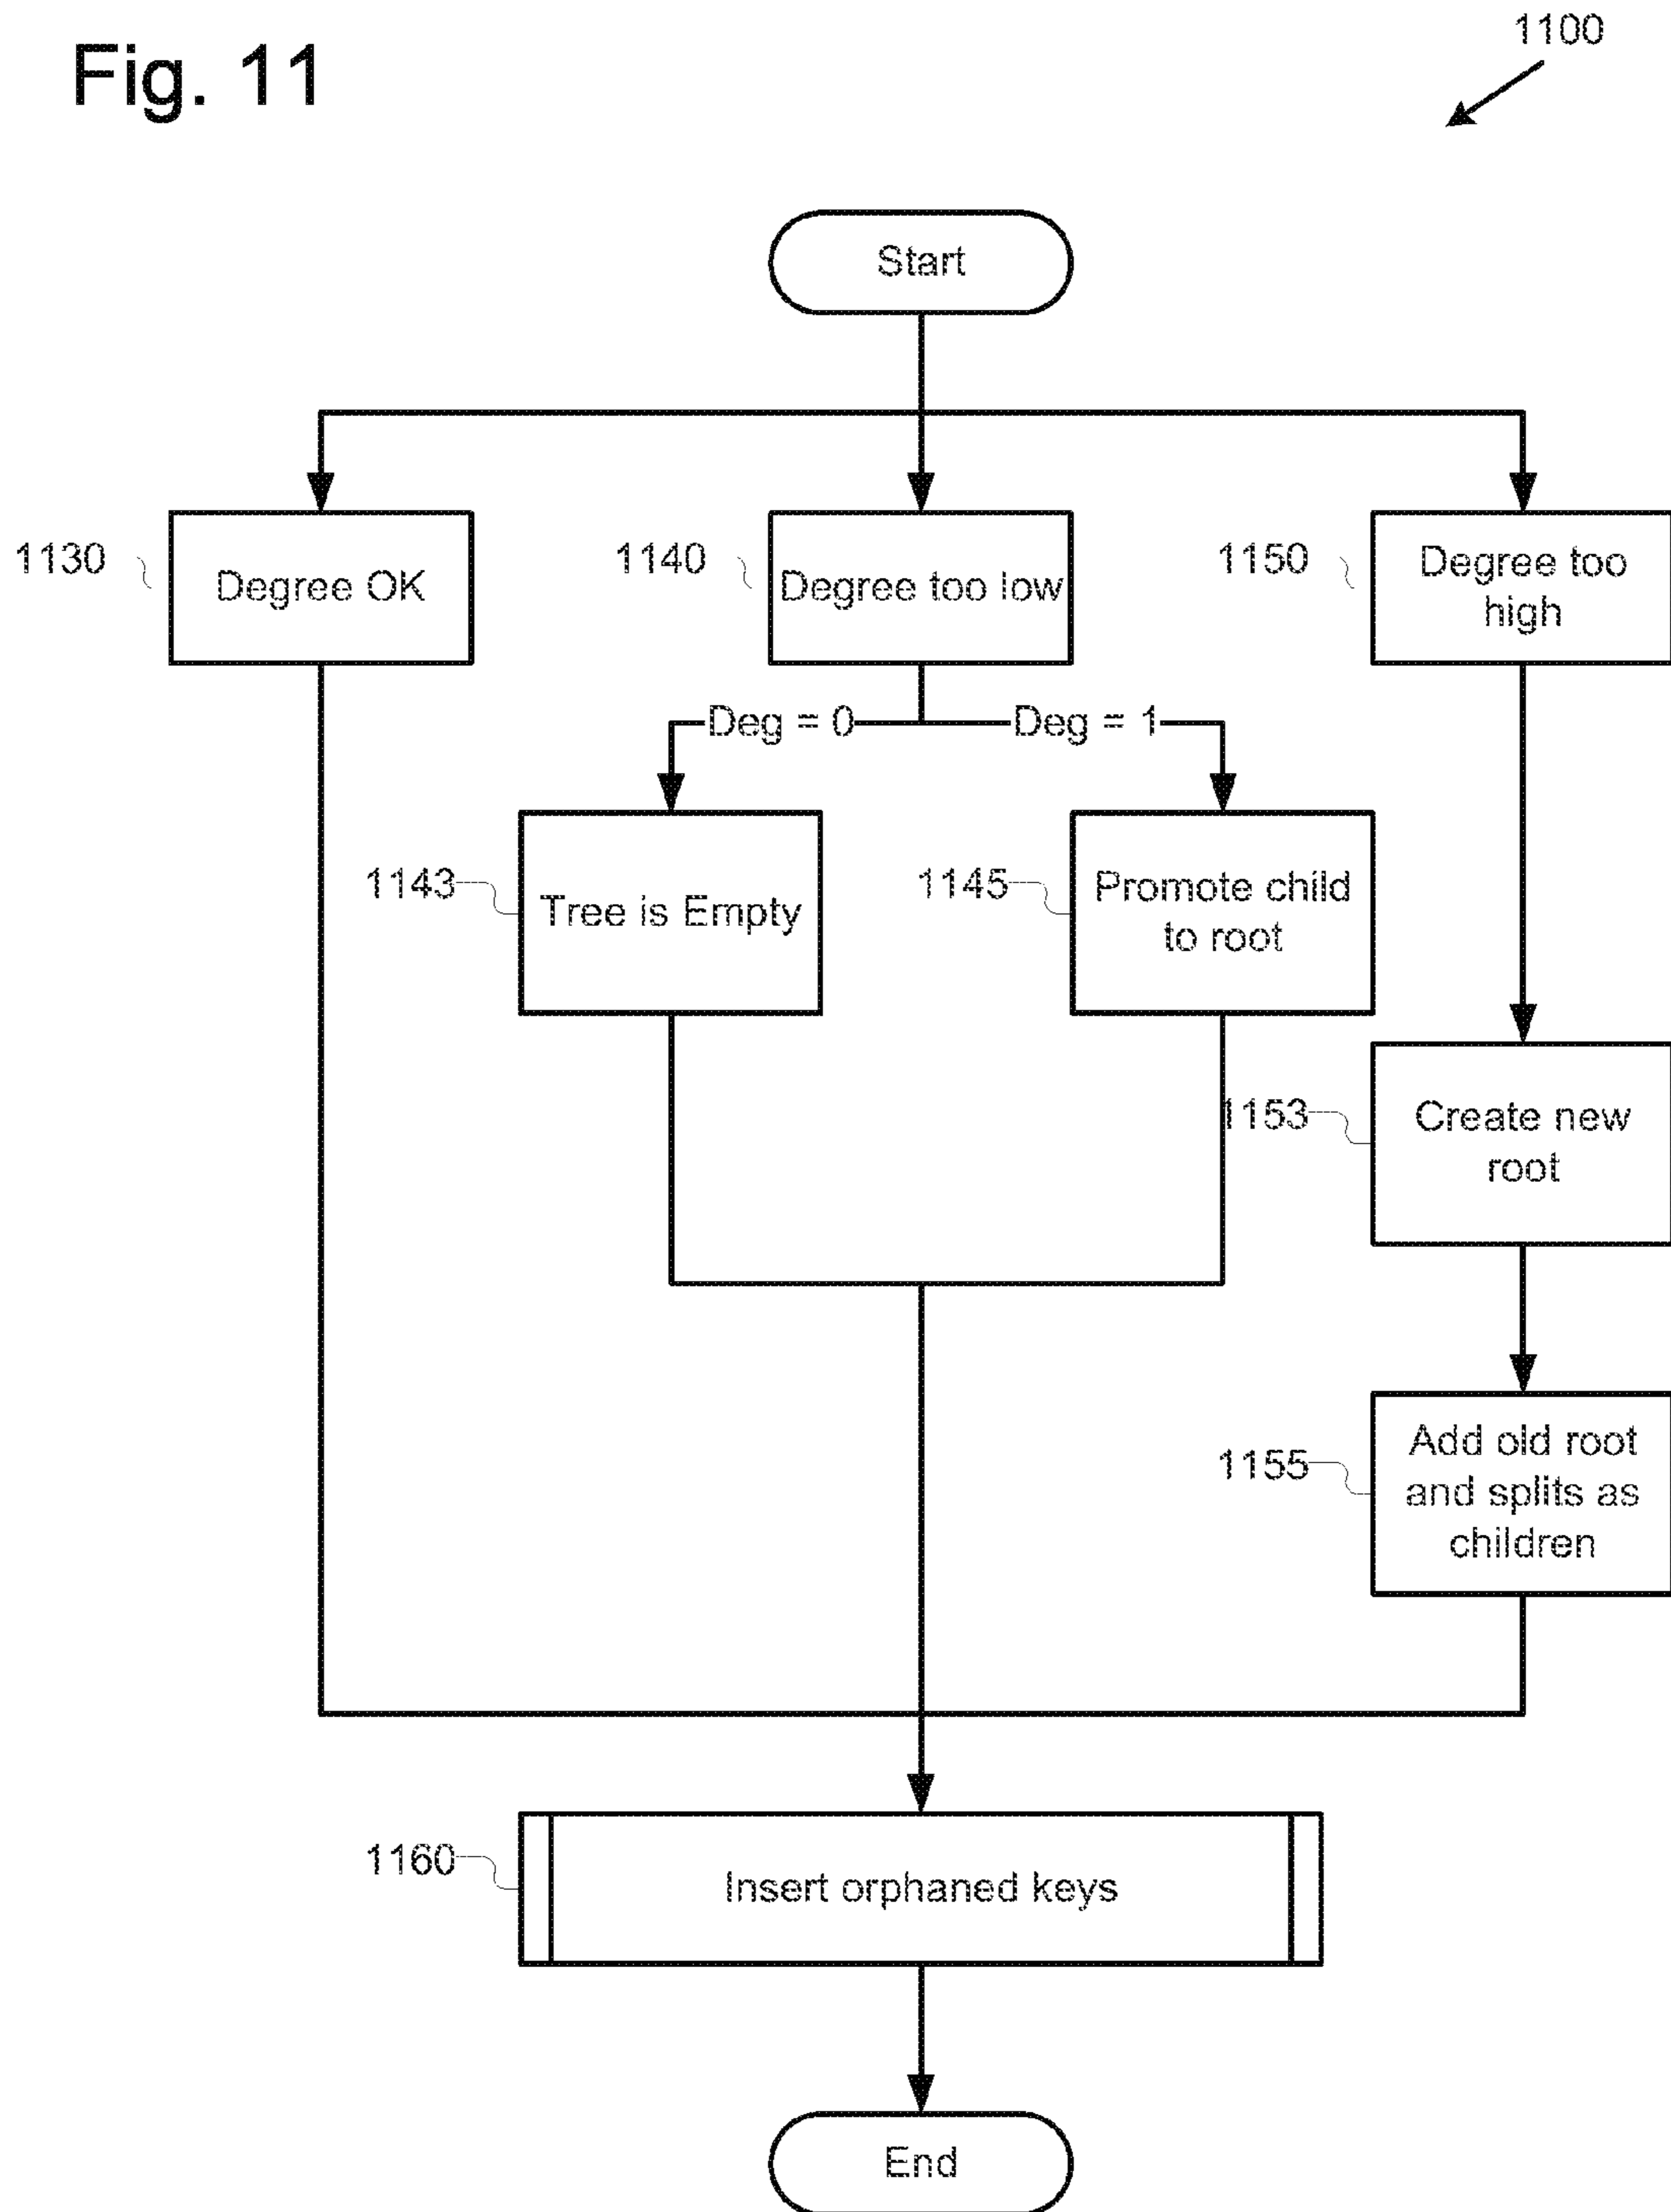 Fig. 11
1100
Start
1130
Degree OK
1140
Degree too low
1150
Degree too
high
Deg = 0
Deg = 1
1143
Tree is Empty
1145
Promote child
to root
1153
Create new
root
1155
Add old root
and splits as
children
1160
Insert orphaned keys
End